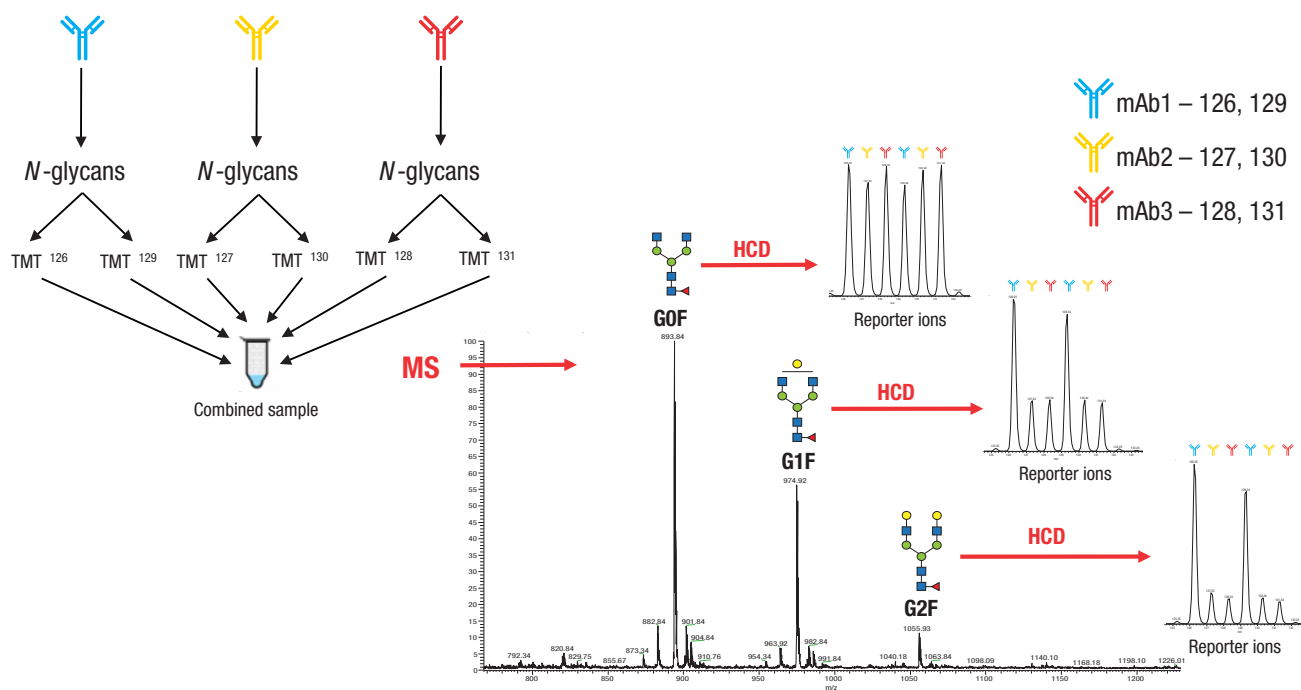 mAb1 – 126, 129
mAb2 – 127, 130
mAb3 – 128, 131
N-glycans N-glycans N-glycans
TMT 126 TMT 129 TMT 127 TMT 130 TMT 128 TMT 131
Combined sample
MS
HCD
Reporter ions
G0F
HCD
Reporter ions
G1F
HCD
Reporter ions
G2F
893.84
974.92
1055.93
882.84
901.84
904.84
963.92
982.84
792.34
820.84
829.75
855.67
873.34
910.76
954.34
991.84
1040.18
1063.84
1098.09
1140.10
1168.18
1198.10
1226.01
100
95
90
85
80
75
70
65
60
55
50
45
40
35
30
25
20
15
10
5
0
800 850 900 950 1000 1050 1100 1150 1200
m/z